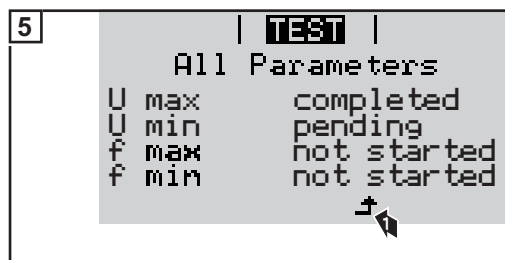 5
| TEST |
All Parameters
U max completed
U min pending
f max not started
f min not started
1